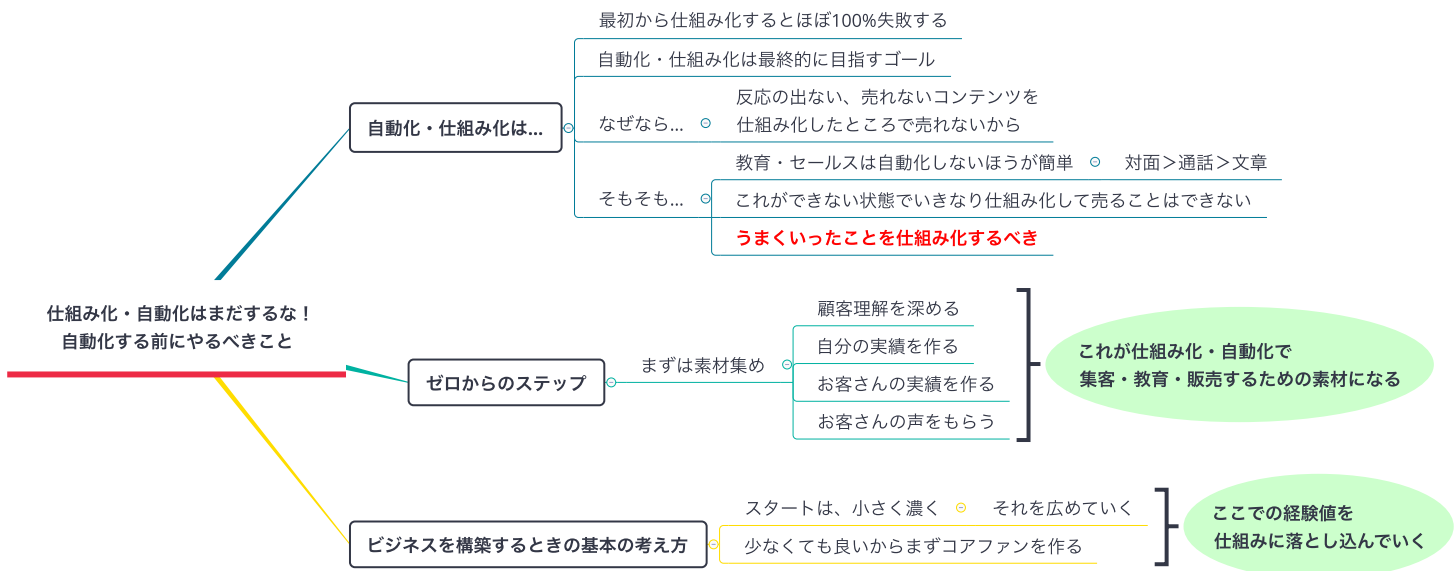 最初から仕組み化するとほぼ100%失敗する
自動化・仕組み化は最終的に目指すゴール
自動化・仕組み化は...
なぜなら...
反応の出ない、売れないコンテンツを
仕組み化したところで売れないから
そもそも...
教育・セールスは自動化しないほうが簡単
対面＞通話＞文章
これができない状態でいきなり仕組み化して売ることはできない
うまくいったことを仕組み化するべき
仕組み化・自動化はまだするな！
自動化する前にやるべきこと
ゼロからのステップ
まずは素材集め
顧客理解を深める
自分の実績を作る
お客さんの実績を作る
お客さんの声をもらう
これが仕組み化・自動化で
集客・教育・販売するための素材になる
ビジネスを構築するときの基本の考え方
スタートは、小さく濃く
それを広めていく
少なくても良いからまずコアファンを作る
ここでの経験値を
仕組みに落とし込んでいく